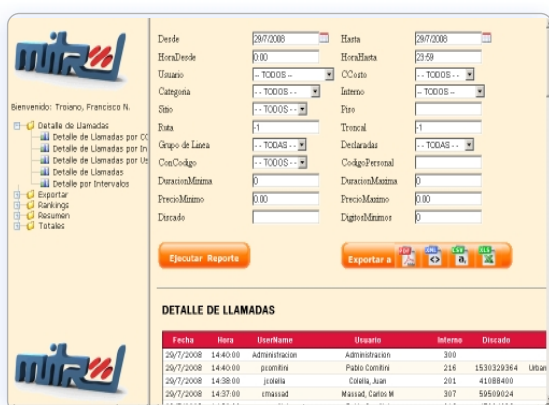 mitrol
Bienvenido: Troiano, Francisco N.
Detalle de Llamadas
Detalle de Llamadas por CC
Detalle de Llamadas por In
Detalle de Llamadas por Us
Detalle de Llamadas
Detalle por Intervalos
Exportar
Rankings
Resumen
Totales
mitrol
Desde 29/7/2008 Hasta 29/7/2008
HoraDesde 0:00 HoraHasta 23:59
Usuario -- TODOS -- CCosto -- TODOS --
Categoria -- TODOS -- Interno -- TODOS --
Sitio -- TODOS -- Piso
Ruta -1 Troncal -1
Grupo de Linea -- TODAS -- Declaradas -- TODAS --
ConCodigo -- TODOS -- CodigoPersonal
DuracionMinima 0 DuracionMaxima 0
PrecioMinimo 0.00 PrecioMaximo 0.00
Discado DigitosMinimos 0
Ejecutar Reporte Exportar a PDF XML CSV XLS
DETALLE DE LLAMADAS
Fecha Hora UserName Usuario Interno Discado
29/7/2008 14:40:00 Administracion Administracion 300
29/7/2008 14:40:00 pcomitini Pablo Comitini 216 1530329364 Urban
29/7/2008 14:38:00 jcolella Colella, Juan 201 41088400
29/7/2008 14:37:00 cmassad Massad, Carlos M 307 59509024